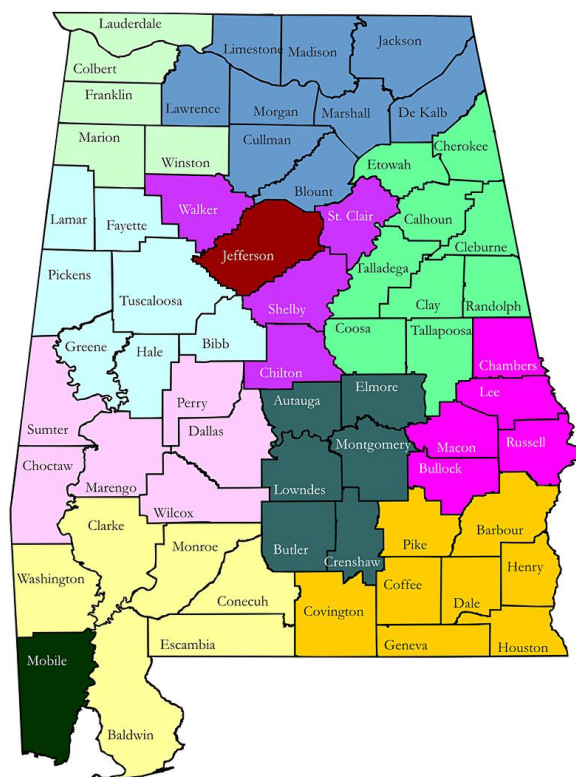 Lauderdale
Limestone
Madison
Jackson
Colbert
Franklin
Lawrence
Morgan
Marshall
De Kalb
Marion
Winston
Cullman
Cherokee
Etowah
Blount
Walker
St. Clair
Lamar
Fayette
Calhoun
Cleburne
Jefferson
Pickens
Tuscaloosa
Talladega
Clay
Randolph
Shelby
Greene
Hale
Bibb
Coosa
Tallapoosa
Chilton
Chambers
Perry
Autauga
Elmore
Lee
Sumter
Dallas
Montgomery
Macon
Russell
Choctaw
Marengo
Lowndes
Bullock
Wilcox
Clarke
Monroe
Butler
Crenshaw
Pike
Barbour
Washington
Conecuh
Covington
Coffee
Dale
Henry
Escambia
Geneva
Houston
Mobile
Baldwin